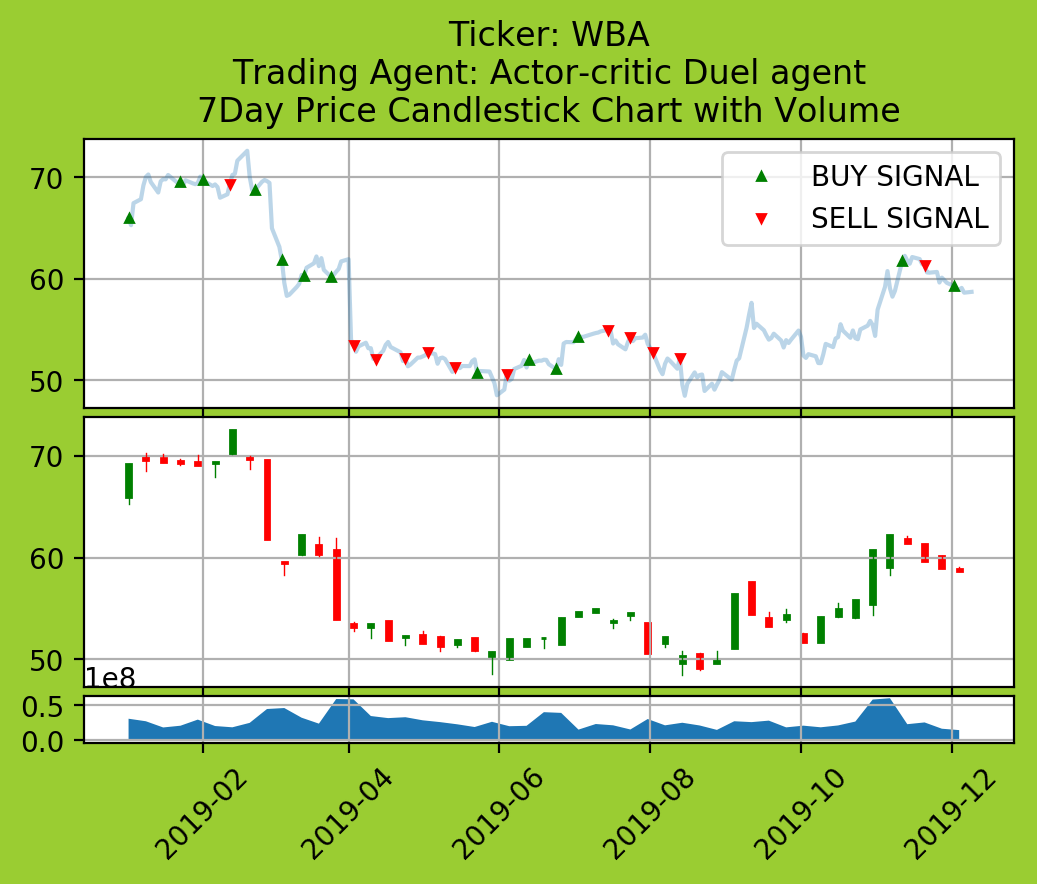 Ticker: WBA
Trading Agent: Actor-critic Duel agent
7Day Price Candlestick Chart with Volume
70
60
50
BUY SIGNAL
SELL SIGNAL
70
60
50
1e8
0.5
0.0
2019-02
2019-04
2019-06
2019-08
2019-10
2019-12